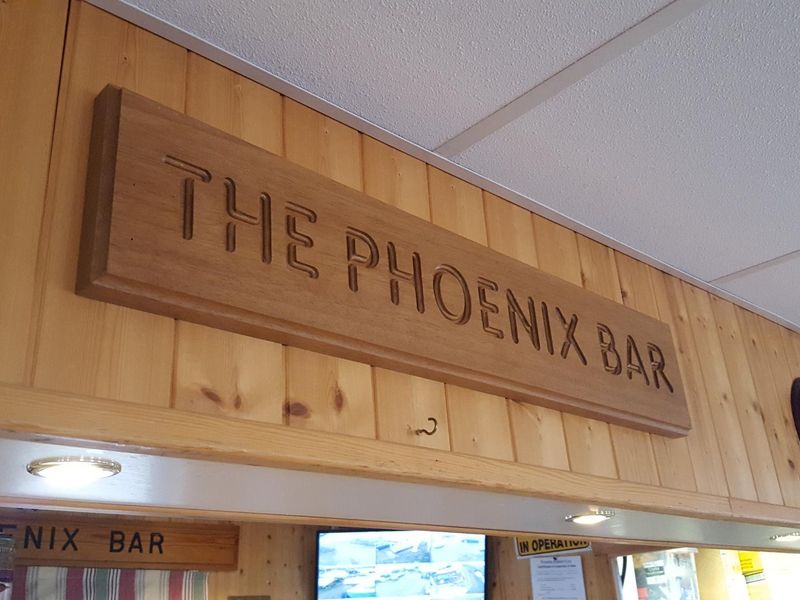 THE PHOENIX BAR
ENIX BAR
IN OPERATION